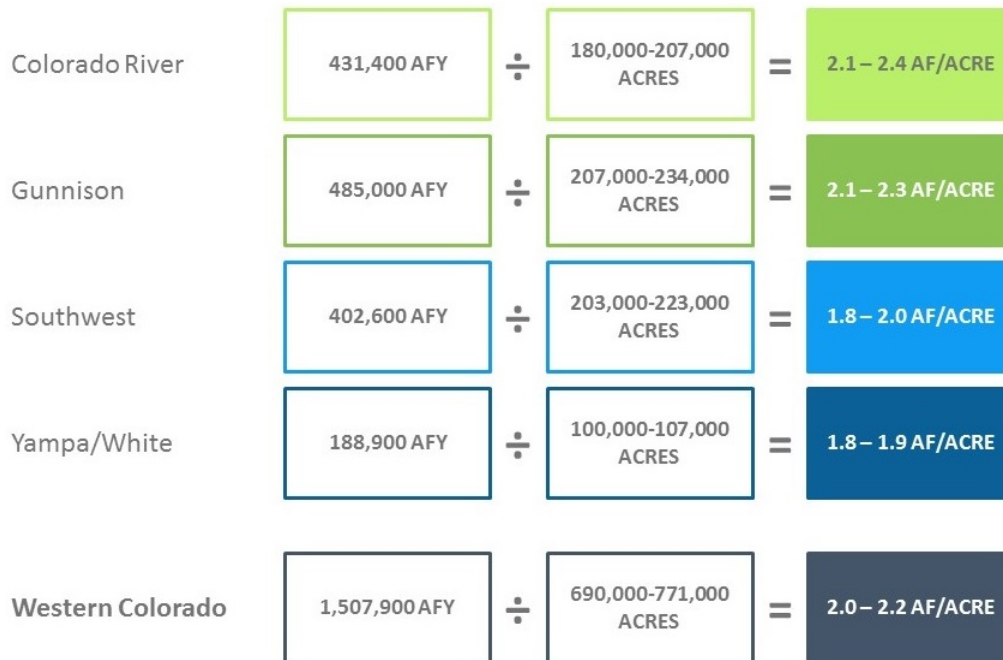 Colorado River
431,400 AFY
÷
180,000-207,000
ACRES
=
2.1 – 2.4 AF/ACRE
Gunnison
485,000 AFY
÷
207,000-234,000
ACRES
=
2.1 – 2.3 AF/ACRE
Southwest
402,600 AFY
÷
203,000-223,000
ACRES
=
1.8 – 2.0 AF/ACRE
Yampa/White
188,900 AFY
÷
100,000-107,000
ACRES
=
1.8 – 1.9 AF/ACRE
Western Colorado
1,507,900 AFY
÷
690,000-771,000
ACRES
=
2.0 – 2.2 AF/ACRE